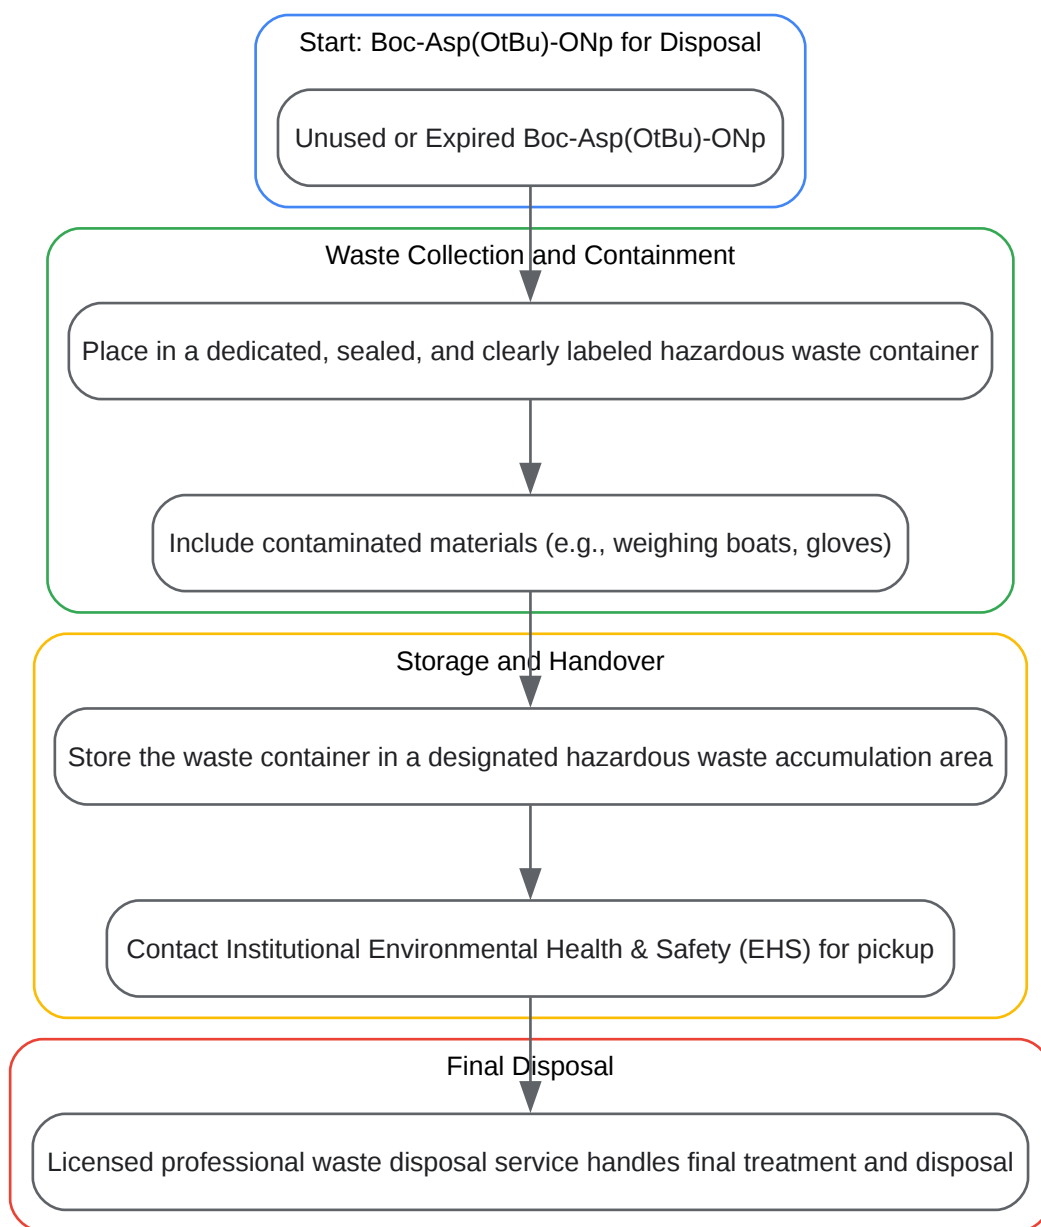 Start: Boc-Asp(OtBu)-ONp for Disposal
Unused or Expired Boc-Asp(OtBu)-ONp
Waste Collection and Containment
Place in a dedicated, sealed, and clearly labeled hazardous waste container
Include contaminated materials (e.g., weighing boats, gloves)
Storage and Handover
Store the waste container in a designated hazardous waste accumulation area
Contact Institutional Environmental Health & Safety (EHS) for pickup
Final Disposal
Licensed professional waste disposal service handles final treatment and disposal